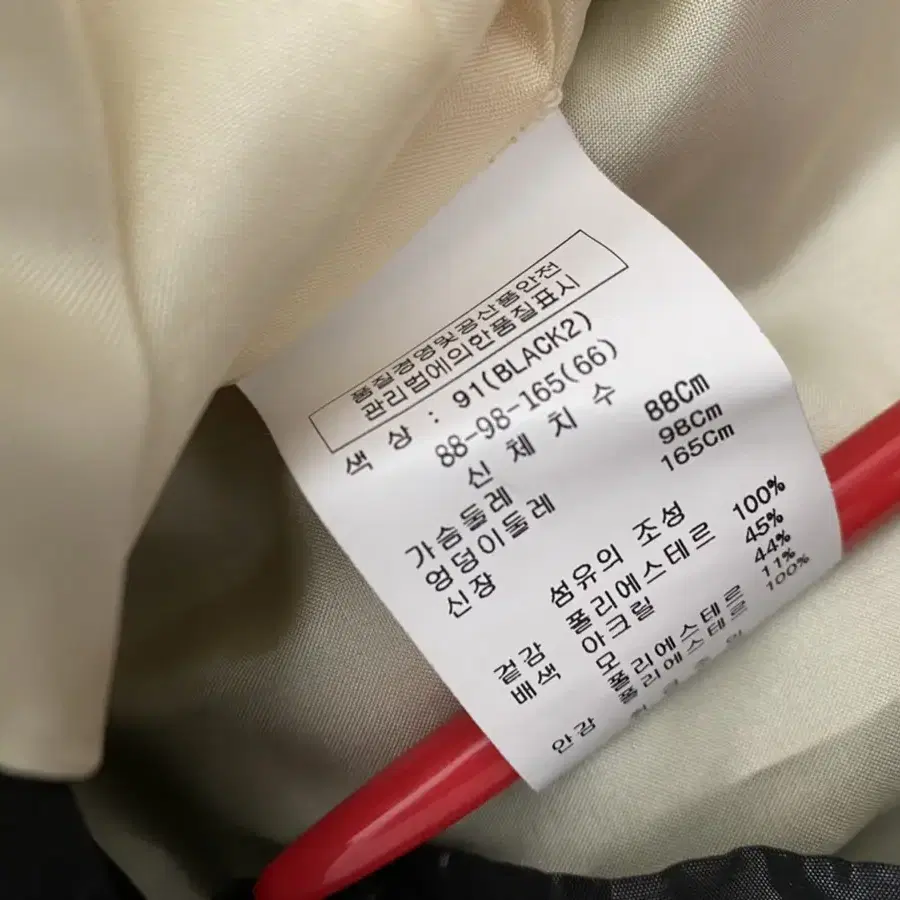 품질경영및공산품안전
관리법에의한품질표시
색 상 : 91(BLACK2)
88-98-165(66)
신 체 치 수
가슴둘레 88Cm
엉덩이둘레 98Cm
신장 165Cm
섬유의 조성
겉감 폴리에스테르 100%
배색 아크릴 45%
모 44%
폴리에스테르 11%
안감 폴리에스테르 100%